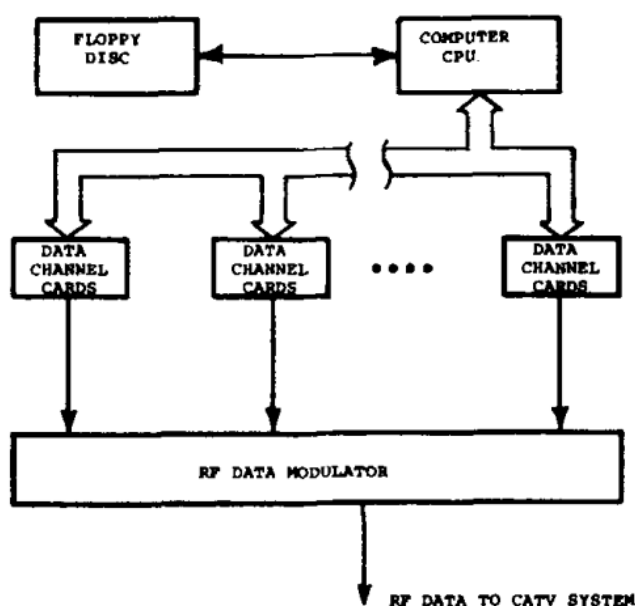 FLOPPY
DISC
COMPUTER
CPU.
DATA
CHANNEL
CARDS
DATA
CHANNEL
CARDS
DATA
CHANNEL
CARDS
RF DATA MODULATOR
RF DATA TO CATV SYSTEM